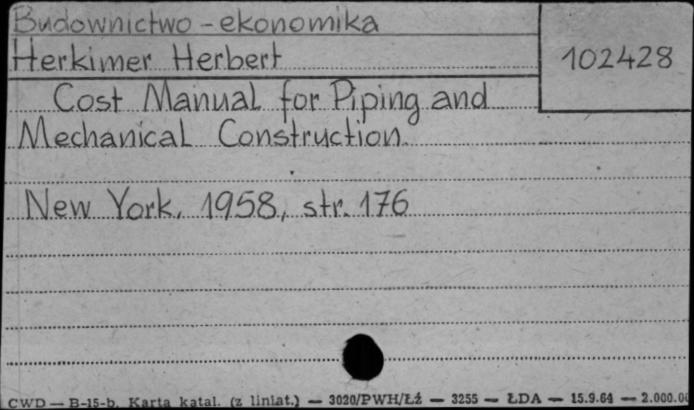 Budownictwo - ekonomika
Herkimer Herbert
102428
Cost Manual for Piping and
Mechanical Construction.
New York, 1958, str. 176
CWD — B-15-b. Karta katal. (z liniat.) — 3020/PWH/Łż — 3255 — ŁDA — 15.9.64 — 2.000.00